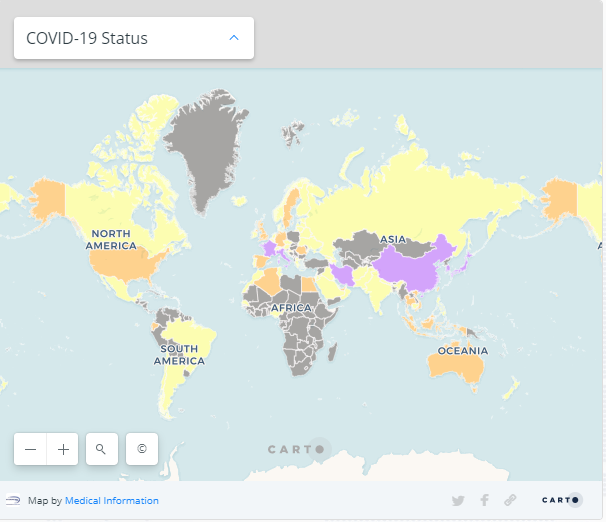 COVID-19 Status
NORTH
AMERICA
ASIA
AFRICA
SOUTH
AMERICA
OCEANIA
A
©
CARTO
Map by Medical Information
CARTO